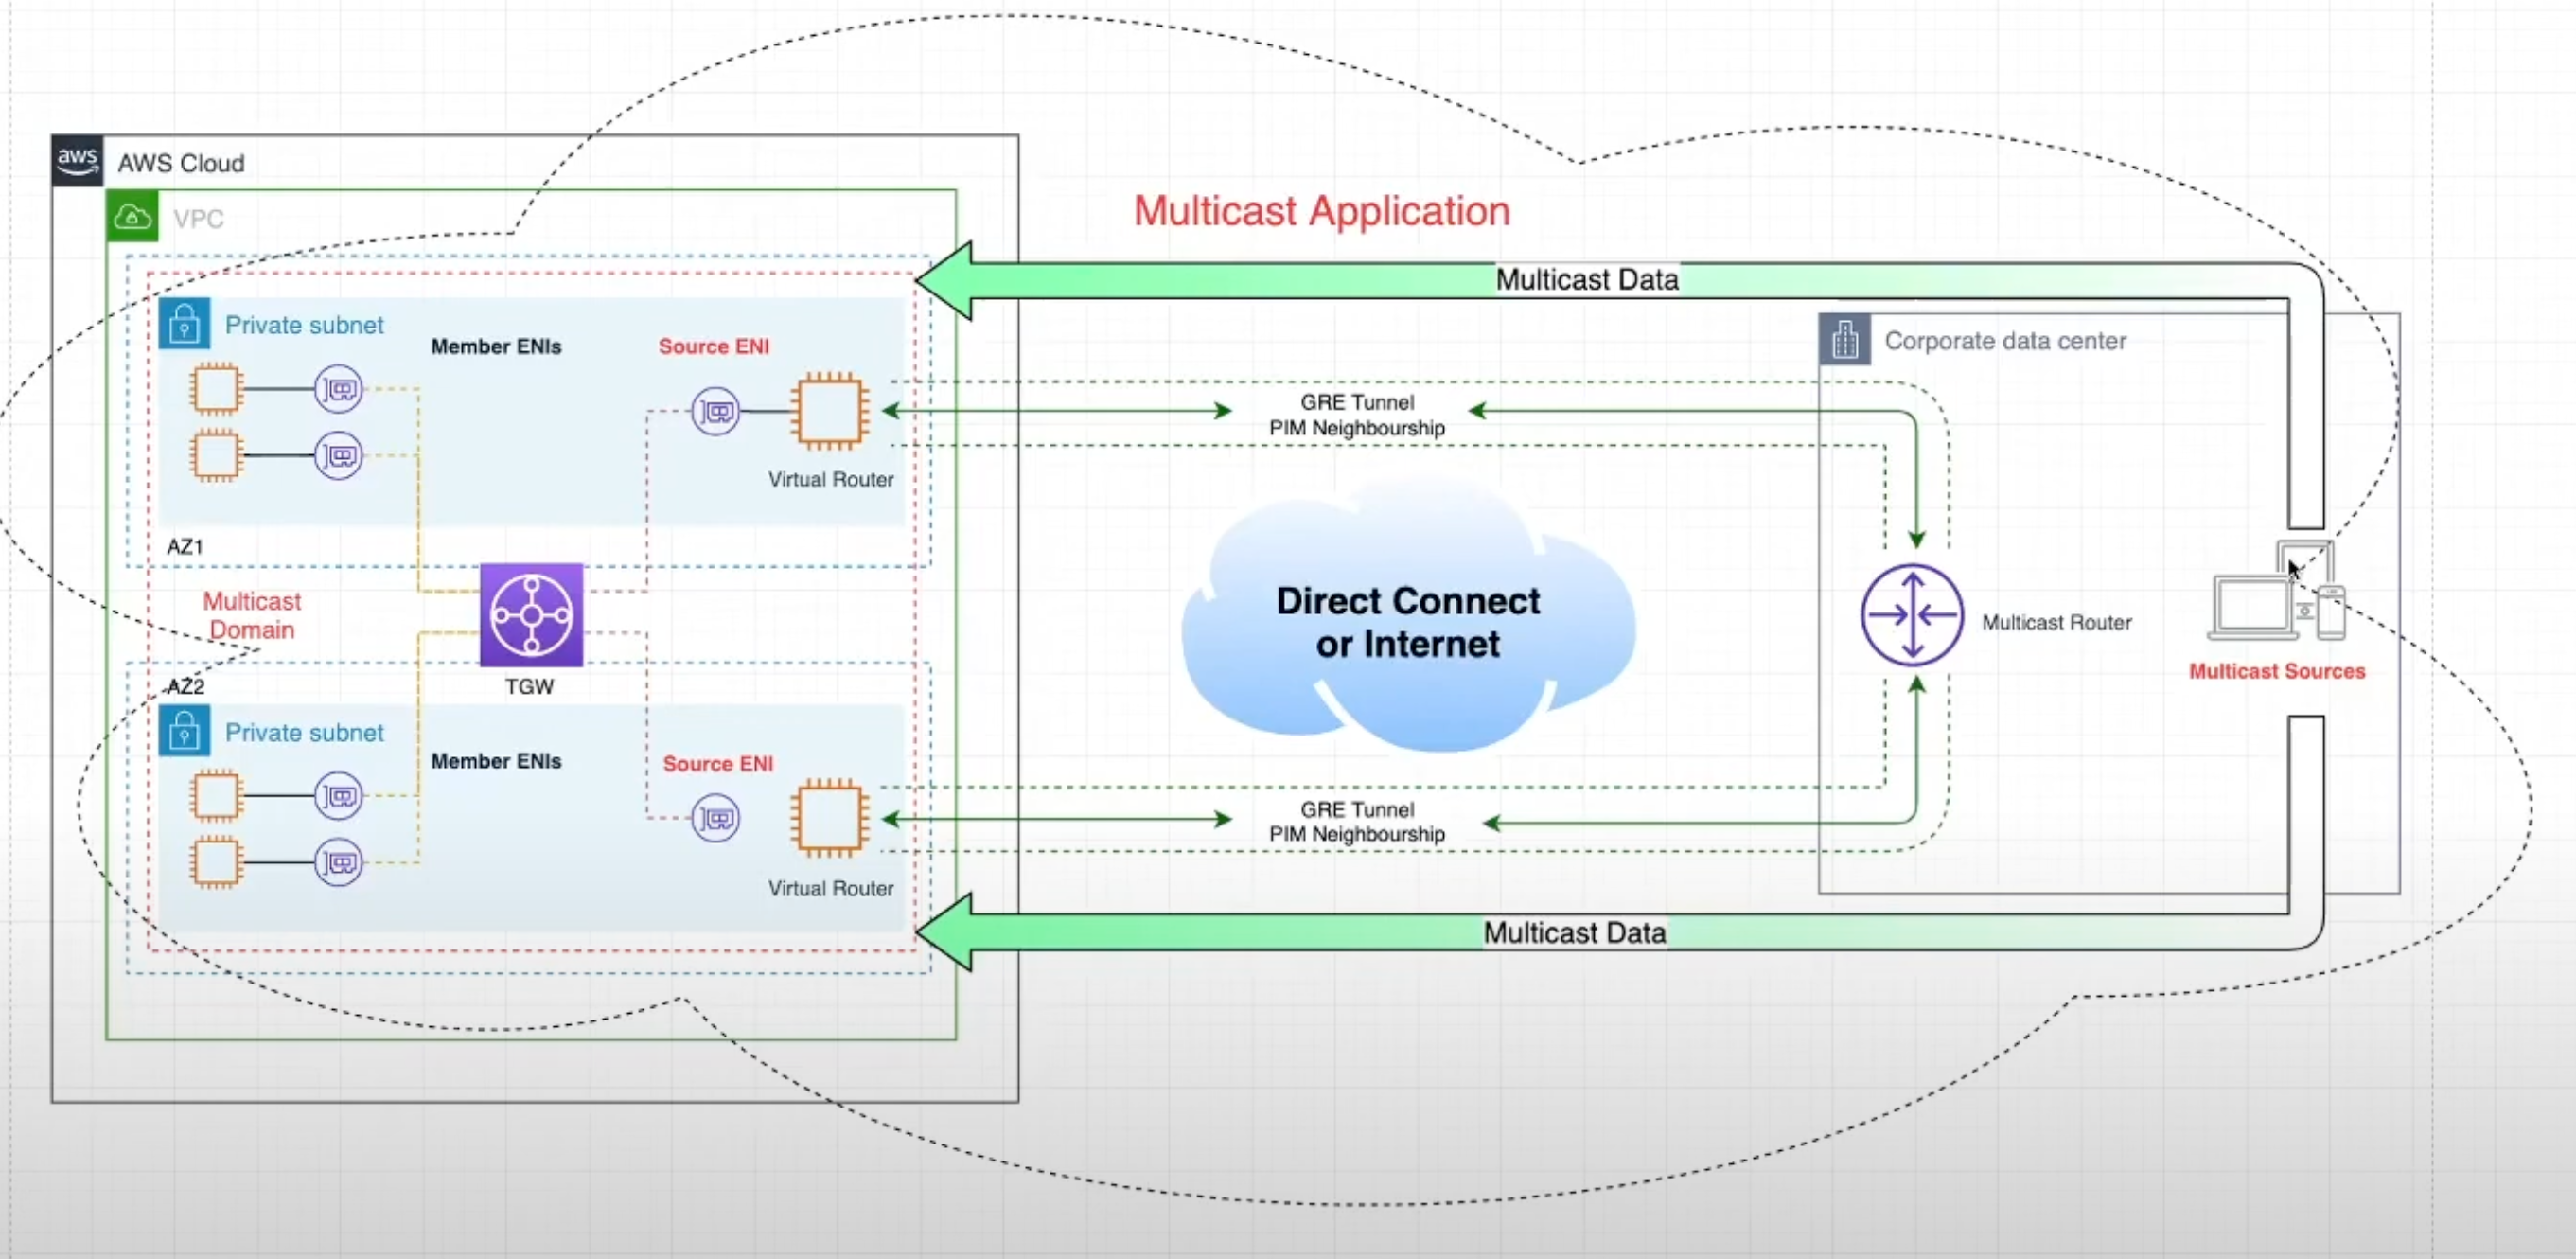 aws
AWS Cloud
VPC
Multicast Application
Multicast Data
Private subnet
Member ENIs
Source ENI
Corporate data center
GRE Tunnel
PIM Neighbourship
Virtual Router
AZ1
Multicast
Domain
Direct Connect
or Internet
Multicast Router
Multicast Sources
TGW
AZ2
Private subnet
Member ENIs
Source ENI
GRE Tunnel
PIM Neighbourship
Virtual Router
Multicast Data